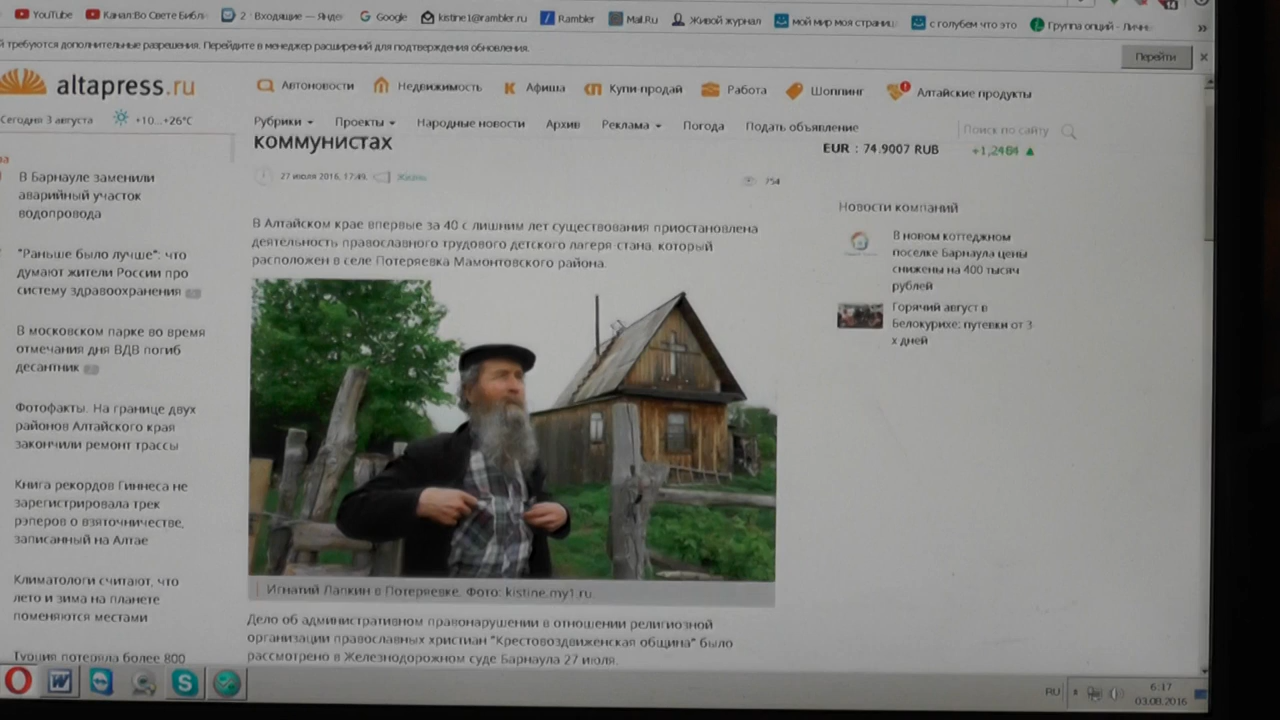 YouTube
Канал:Во Свете Библ
2 · Входящие — Янде
Google
kistine1@rambler.ru
Rambler
Mail.Ru
Живой журнал
мой мир моя страниц
с голубем что это
Группа опций - Личн
»
й требуются дополнительные разрешения. Перейдите в менеджер расширений для подтверждения обновления.
Перейти
altapress.ru
Автоновости
Недвижимость
Афиша
Купи-продай
Работа
Шоппинг
Алтайские продукты
Сегодня 3 августа
+10...+26°C
Рубрики
Проекты
Народные новости
Архив
Реклама
Погода
Подать объявление
Поиск по сайту
коммунистах
EUR : 74.9007 RUB
+1,2484 ▲
27 июля 2016, 17:49,
Жизнь
754
В Барнауле заменили
аварийный участок
водопровода
"Раньше было лучше": что
думают жители России про
систему здравоохранения
В московском парке во время
отмечания дня ВДВ погиб
десантник
Фотофакты. На границе двух
районов Алтайского края
закончили ремонт трассы
Книга рекордов Гиннеса не
зарегистрировала трек
рэперов о взяточничестве,
записанный на Алтае
Климатологи считают, что
лето и зима на планете
поменяются местами
Турция потеряла более 800
В Алтайском крае впервые за 40 с лишним лет существования приостановлена
деятельность православного трудового детского лагеря-стана, который
расположен в селе Потеряевка Мамонтовского района.
Игнатий Лапкин в Потеряевке. Фото: kistine.my1.ru.
Дело об административном правонарушении в отношении религиозной
организации православных христиан "Крестовоздвиженская община" было
рассмотрено в Железнодорожном суде Барнаула 27 июля.
Новости компаний
В новом коттеджном
поселке Барнаула цены
снижены на 400 тысяч
рублей
Горячий август в
Белокурихе: путевки от 3-
х дней
RU
6:17
03.08.2016